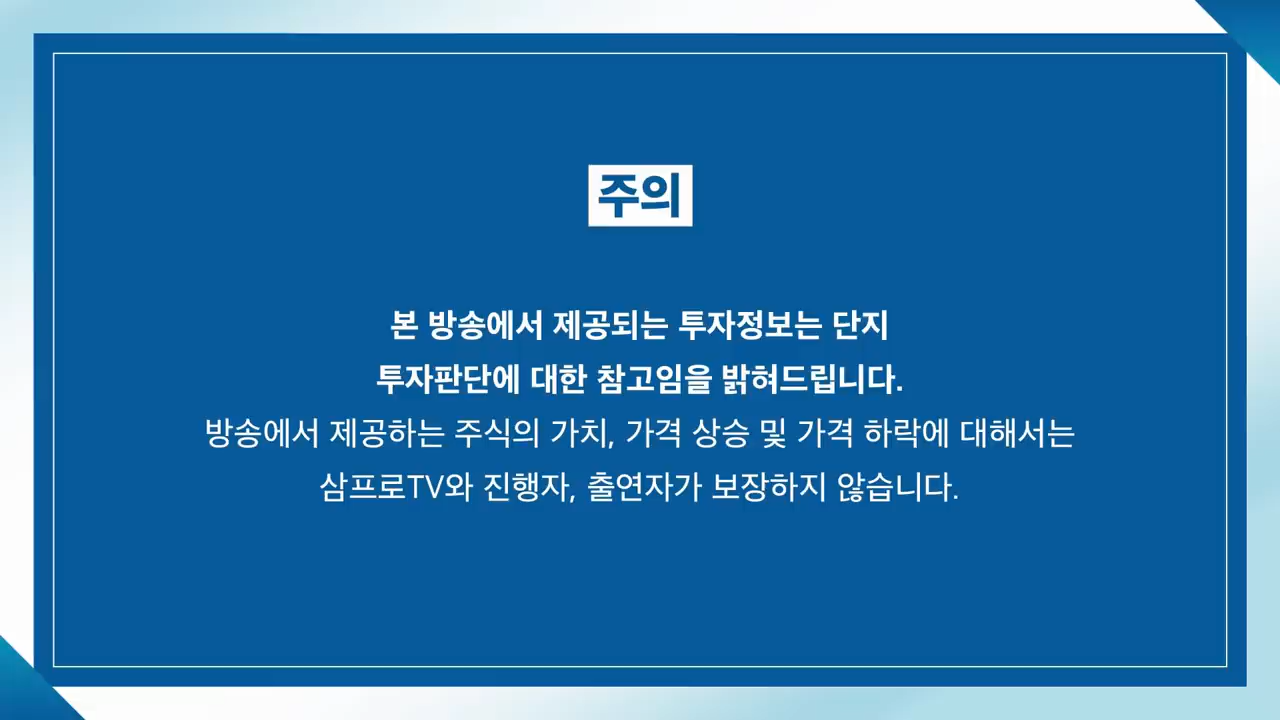 주의
본 방송에서 제공되는 투자정보는 단지
투자판단에 대한 참고임을 밝혀드립니다.
방송에서 제공하는 주식의 가치, 가격 상승 및 가격 하락에 대해서는
삼프로TV와 진행자, 출연자가 보장하지 않습니다.